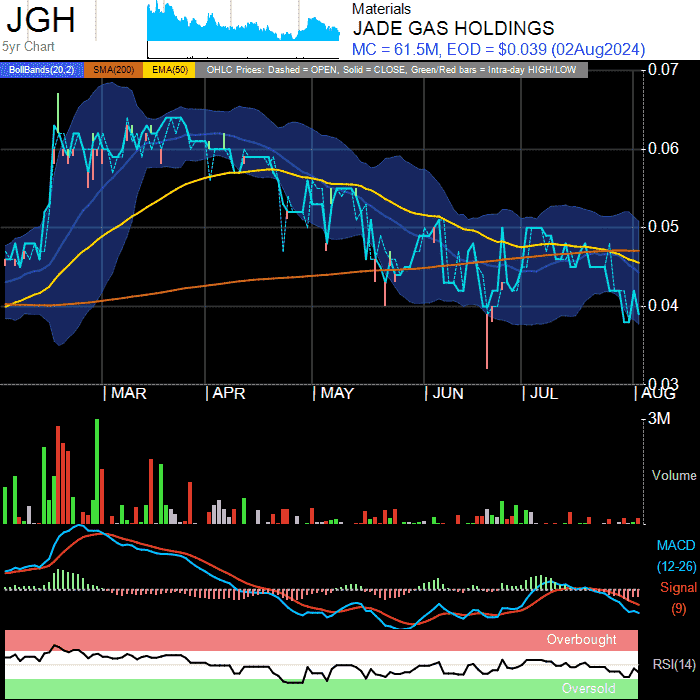 JGH
5yr Chart
Materials
JADE GAS HOLDINGS
MC = 61.5M, EOD = $0.039 (02Aug2024)
BollBands(20,2) SMA(200) EMA(50) OHLC Prices: Dashed = OPEN, Solid = CLOSE, Green/Red bars = Intra-day HIGH/LOW
0.07
0.06
0.05
0.04
0.03
MAR APR MAY JUN JUL AUG
3M
Volume
MACD
(12-26)
Signal
(9)
Overbought
RSI(14)
Oversold